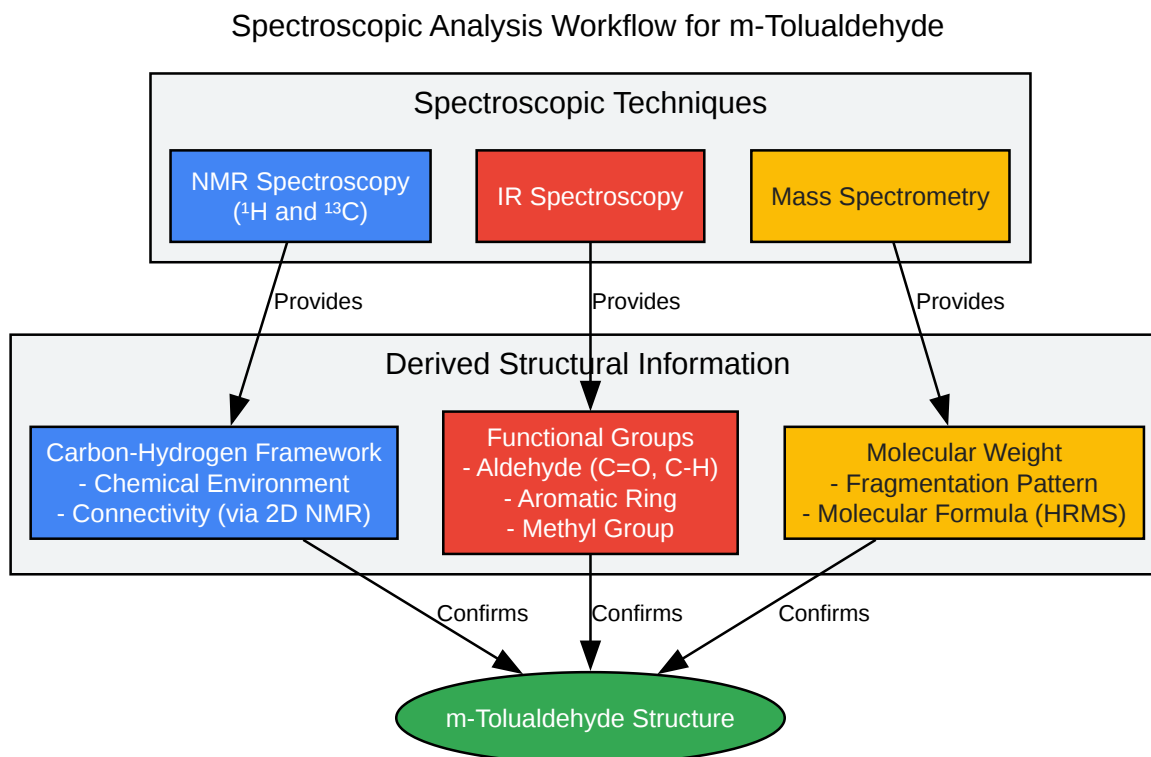 Spectroscopic Analysis Workflow for m-Tolualdehyde
Spectroscopic Techniques
NMR Spectroscopy
(¹H and ¹³C)
IR Spectroscopy
Mass Spectrometry
Provides
Provides
Provides
Derived Structural Information
Carbon-Hydrogen Framework
- Chemical Environment
- Connectivity (via 2D NMR)
Functional Groups
- Aldehyde (C=O, C-H)
- Aromatic Ring
- Methyl Group
Molecular Weight
- Fragmentation Pattern
- Molecular Formula (HRMS)
Confirms
Confirms
Confirms
m-Tolualdehyde Structure